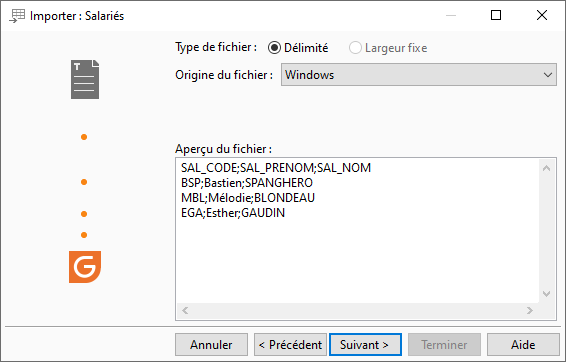 Importer : Salariés
Type de fichier : Délimité Largeur fixe
Origine du fichier : Windows
Aperçu du fichier :
SAL_CODE;SAL_PRENOM;SAL_NOM
BSP;Bastien;SPANGHERO
MBL;Mélodie;BLONDEAU
EGA;Esther;GAUDIN
Annuler < Précédent Suivant > Terminer Aide